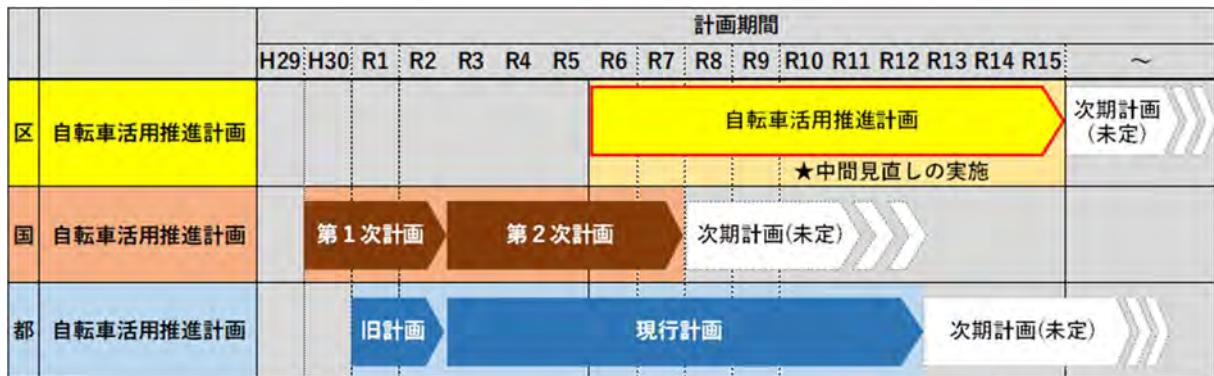 計画期間
H29 H30 R1 R2 R3 R4 R5 R6 R7 R8 R9 R10 R11 R12 R13 R14 R15 ～
区 自転車活用推進計画 自転車活用推進計画 次期計画
(未定)
★中間見直しの実施
国 自転車活用推進計画 第１次計画 第２次計画 次期計画(未定)
都 自転車活用推進計画 旧計画 現行計画 次期計画(未定)